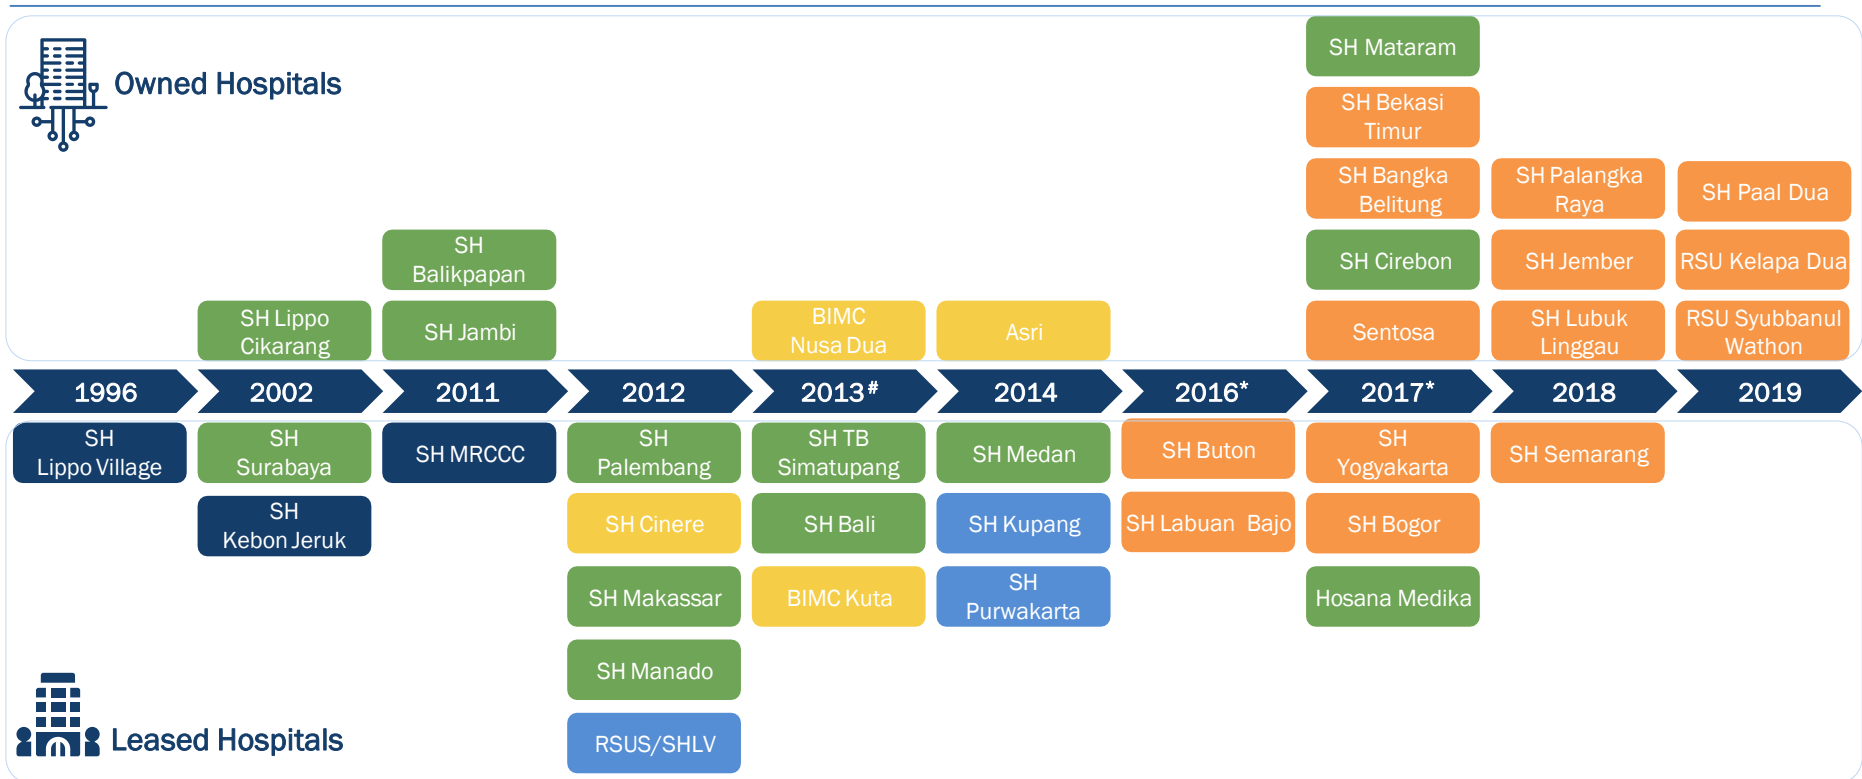 Owned Hospitals
SH Mataram
SH Bekasi
Timur
SH Bangka
Belitung
SH Palangka
Raya
SH Paal Dua
SH
Balikpapan
SH Cirebon
SH Jember
RSU Kelapa Dua
SH Lippo
Cikarang
SH Jambi
BIMC
Nusa Dua
Asri
Sentosa
SH Lubuk
Linggau
RSU Syubbanul
Wathon
1996
2002
2011
2012
2013#
2014
2016*
2017*
2018
2019
SH
Lippo Village
SH
Surabaya
SH MRCCC
SH
Palembang
SH TB
Simatupang
SH Medan
SH Buton
SH
Yogyakarta
SH Semarang
SH
Kebon Jeruk
SH Cinere
SH Bali
SH Kupang
SH Labuan Bajo
SH Bogor
SH Makassar
BIMC Kuta
SH
Purwakarta
Hosana Medika
SH Manado
RSUS/SHLV
Leased Hospitals